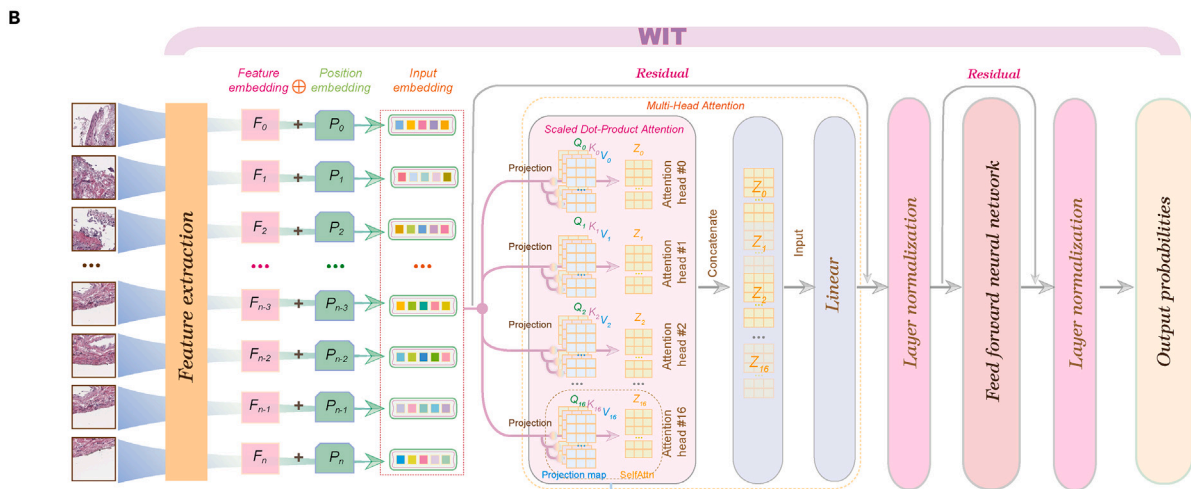 B
WIT
Feature
embedding
Position
embedding
Input
embedding
Residual
Residual
Multi-Head Attention
Scaled Dot-Product Attention
Feature extraction
F0 + P0
F1 + P1
F2 + P2
... ... ... ...
Fn-3 + Pn-3
Fn-2 + Pn-2
Fn-1 + Pn-1
Fn + Pn
Projection
Q0 K0 V0
Z0
...
Attention
head #0
Q1 K1 V1
Z1
...
Attention
head #1
Projection
Q2 K2 V2
Z2
...
Attention
head #2
... ...
Projection
Q16 K16 V16
Z16
...
Attention
head #16
Projection map
SelfAttn
Concatenate
Z0
...
Z1
Z2
...
...
Z16
Input
Linear
Layer normalization
Feed forward neural network
Layer normalization
Output probabilities